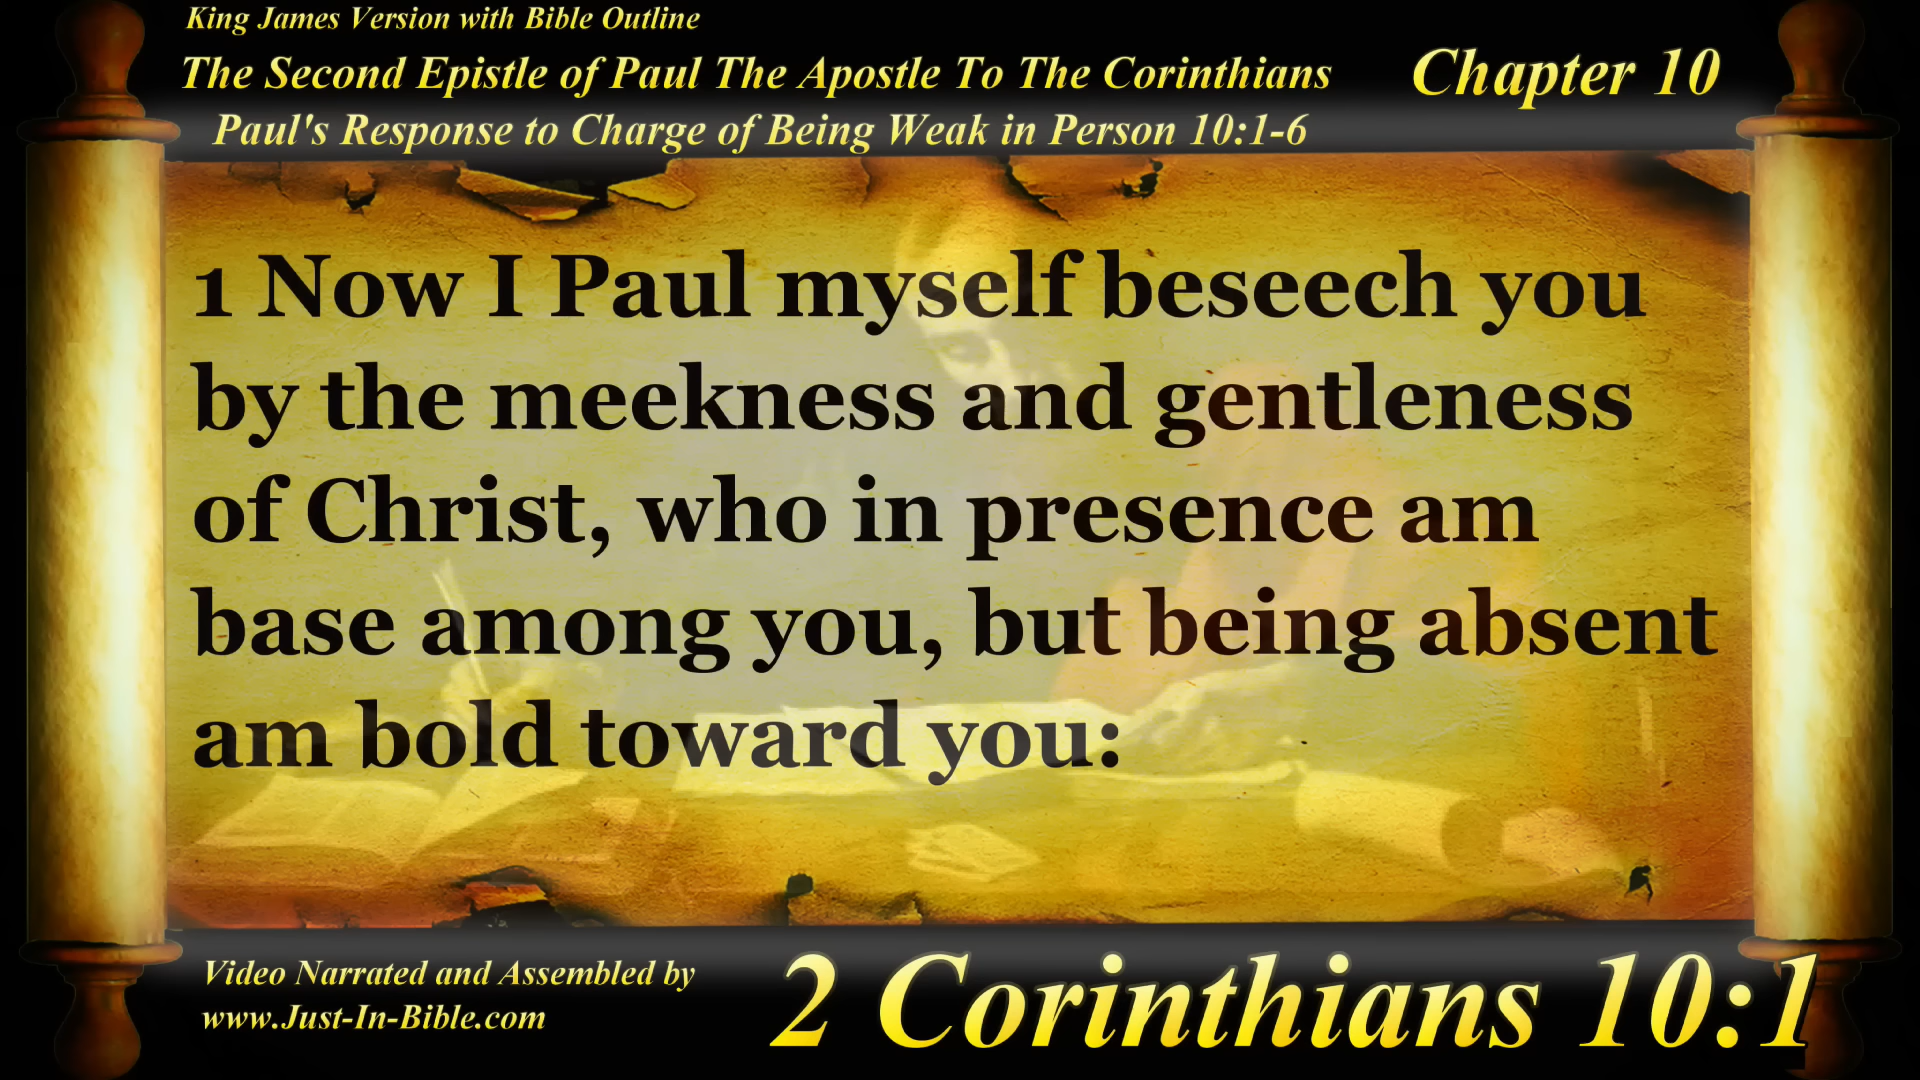 King James Version with Bible Outline
The Second Epistle of Paul The Apostle To The Corinthians
Chapter 10
Paul's Response to Charge of Being Weak in Person 10:1-6
1 Now I Paul myself beseech you
by the meekness and gentleness
of Christ, who in presence am
base among you, but being absent
am bold toward you:
Video Narrated and Assembled by
www.Just-In-Bible.com
2 Corinthians 10:1